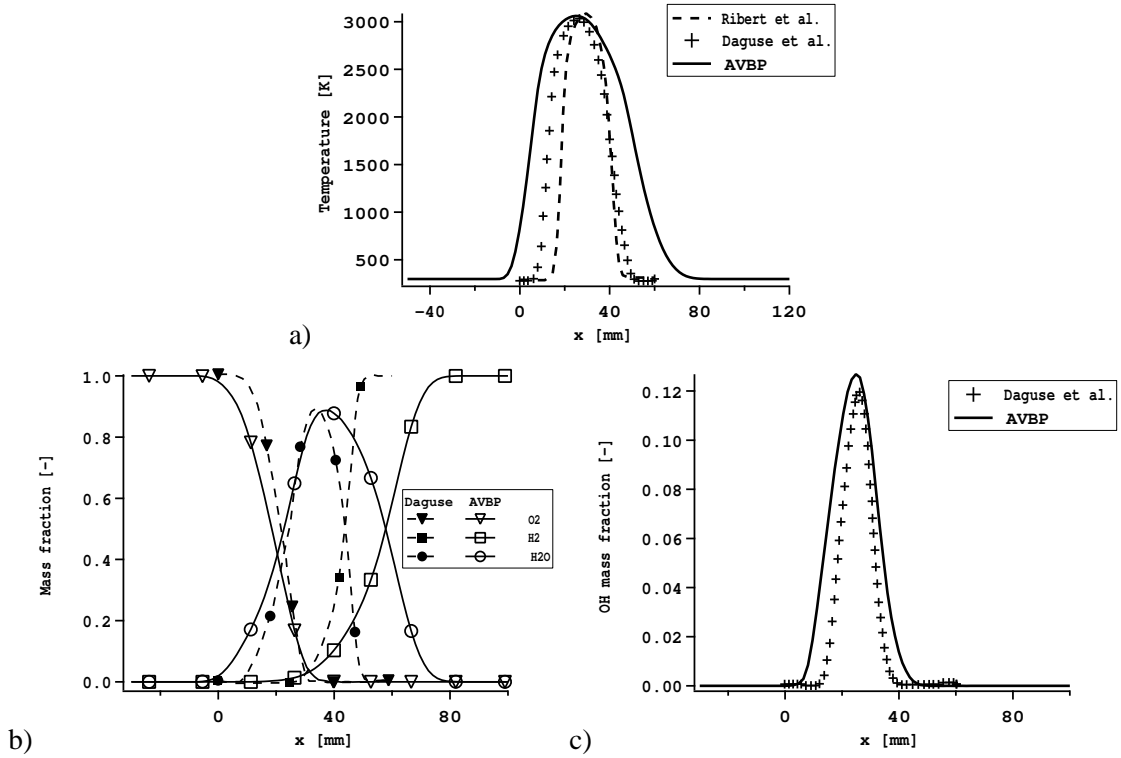 3000
2500
2000
1500
1000
500
Temperature [K]
-40 0 40 80 120
x [mm]
Ribert et al.
Daguse et al.
AVBP
a)
1.0
0.8
0.6
0.4
0.2
0.0
Mass fraction [-]
0 40 80
x [mm]
Daguse AVBP
O2
H2
H2O
b)
0.12
0.10
0.08
0.06
0.04
0.02
0.00
OH mass fraction [-]
0 40 80
x [mm]
Daguse et al.
AVBP
c)